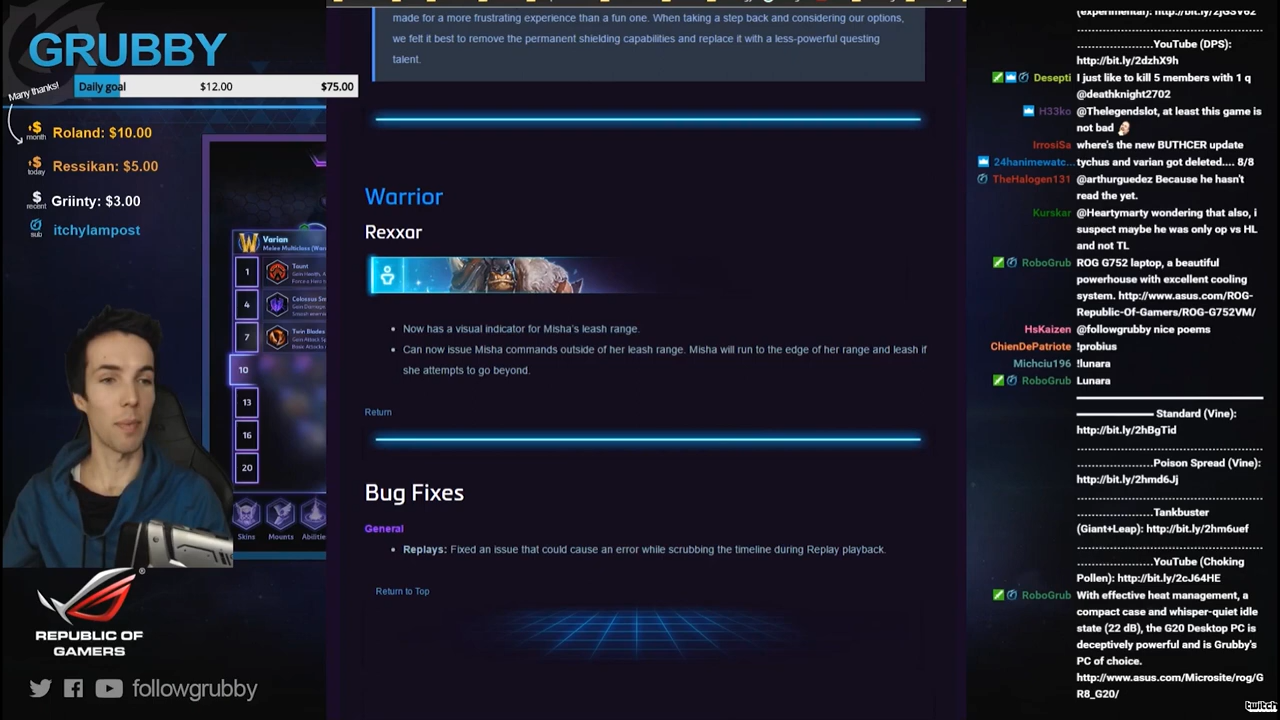 GRUBBY
Many thanks!
Daily goal
$12.00
$75.00
$ month
Roland: $10.00
$ today
Ressikan: $5.00
$ recent
Griinty: $3.00
sub
itchylampost
Varian
1
Taunt
4
7
Twin Blades
10
13
16
20
Skins
Mounts
REPUBLIC OF
GAMERS
®
followgrubby
made for a more frustrating experience than a fun one. When taking a step back and considering our options,
we felt it best to remove the permanent shielding capabilities and replace it with a less-powerful questing
talent.
Warrior
Rexxar
• Now has a visual indicator for Misha's leash range.
• Can now issue Misha commands outside of her leash range. Misha will run to the edge of her range and leash if
she attempts to go beyond.
Return
Bug Fixes
General
• Replays: Fixed an issue that could cause an error while scrubbing the timeline during Replay playback.
Return to Top
.......................YouTube (DPS):
http://bit.ly/2dzhX9h
Desepti I just like to kill 5 members with 1 q
@deathknight2702
H33ko @Thelegendslot, at least this game is
not bad
IrrosiSa where's the new BUTHCER update
24hanimewatc... tychus and varian got deleted.... 8/8
TheHalogen131 @arthurguedez Because he hasn't
read the yet.
Kurskar @Heartymarty wondering that also, i
suspect maybe he was only op vs HL
and not TL
RoboGrub ROG G752 laptop, a beautiful
powerhouse with excellent cooling
system. http://www.asus.com/ROG-
Republic-Of-Gamers/ROG-G752VM/
HsKaizen @followgrubby nice poems
ChienDePatriote !probius
Michciu196 !lunara
RoboGrub Lunara
Standard (Vine):
http://bit.ly/2hBgTid
.....................Poison Spread (Vine):
http://bit.ly/2hmd6Jj
.......................Tankbuster
(Giant+Leap): http://bit.ly/2hm6uef
.......................YouTube (Choking
Pollen): http://bit.ly/2cJ64HE
RoboGrub With effective heat management, a
compact case and whisper-quiet idle
state (22 dB), the G20 Desktop PC is
deceptively powerful and is Grubby's
PC of choice.
http://www.asus.com/Microsite/rog/G
R8_G20/
twitch